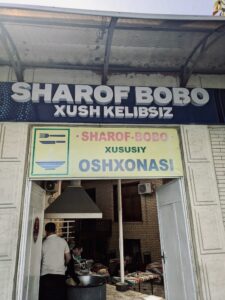 SHAROF BOBO
XUSH KELIBSIZ
·SHAROF-BOBO·
XUSUSIY
OSHXONASI